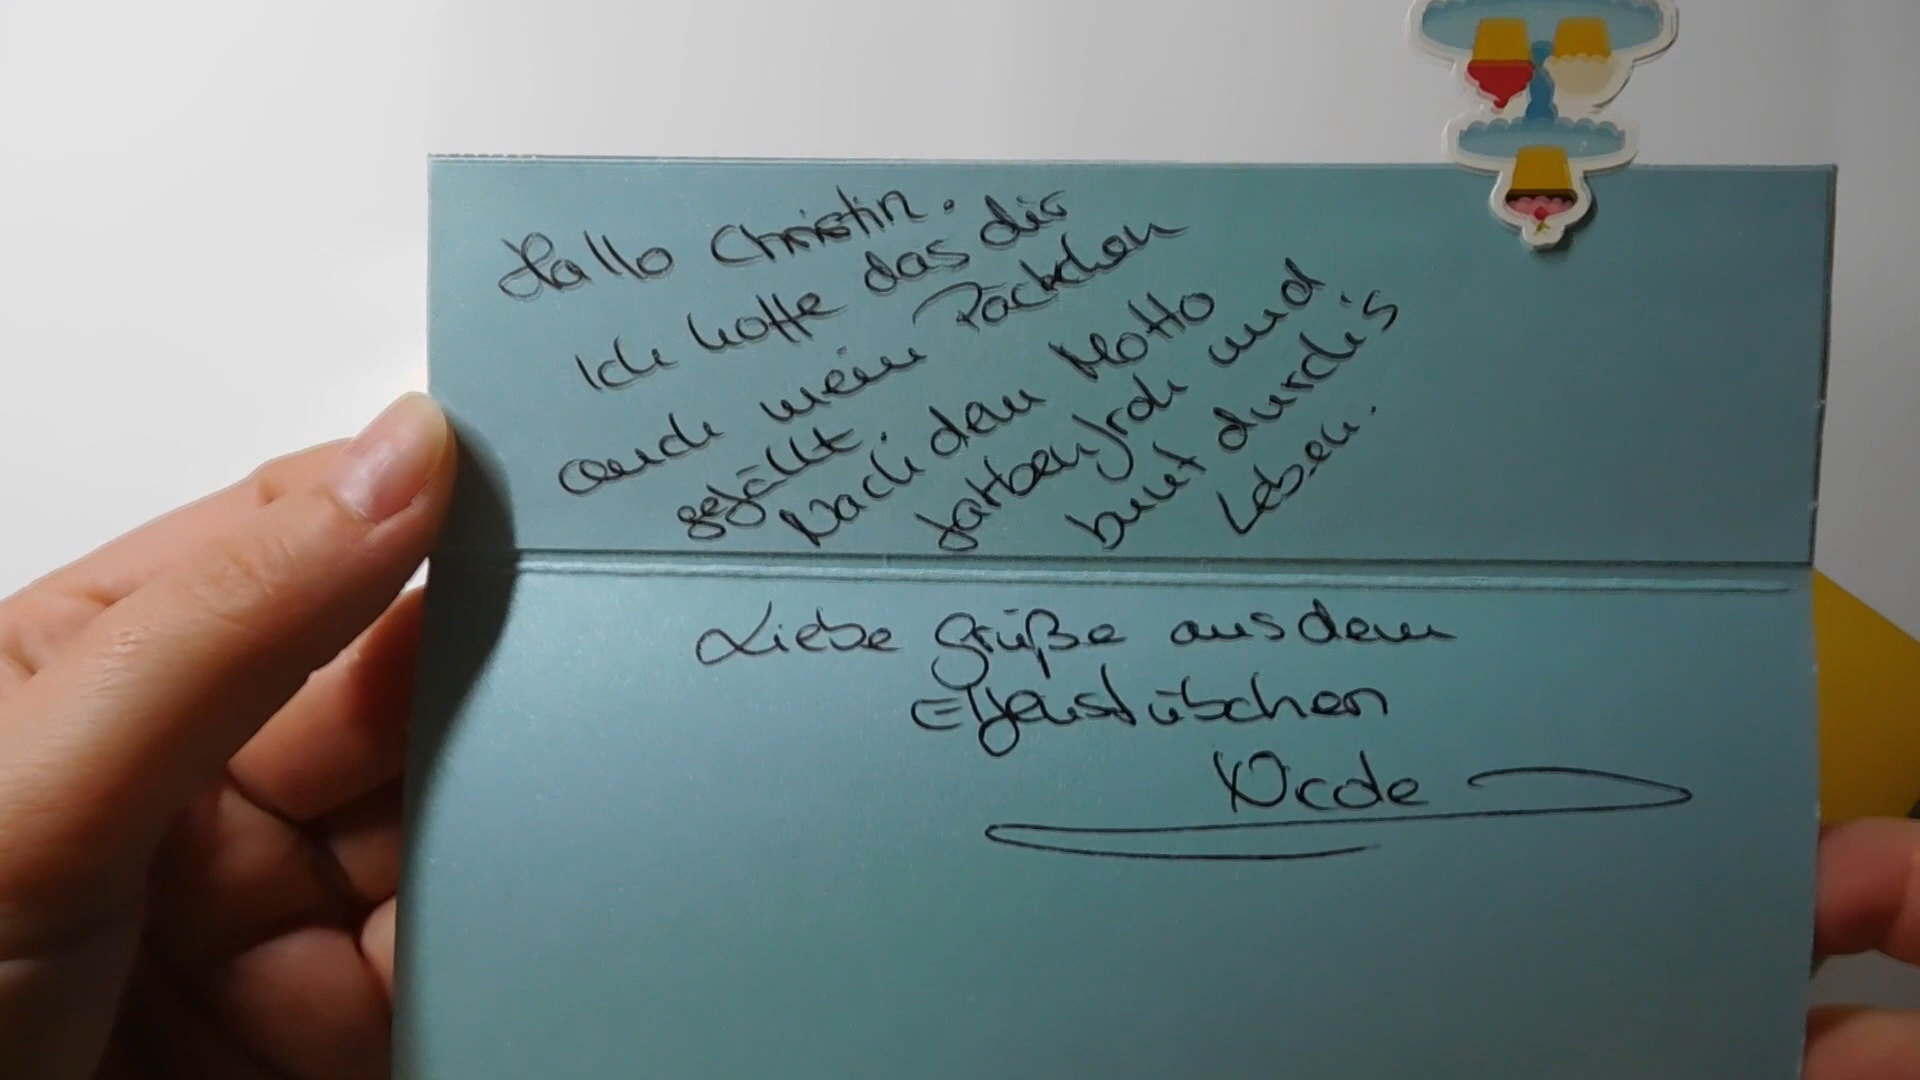 Hallo Christin.
Ich hoffe das dir
auch mein Päckchen
gefällt.
Nach dem Motto
farbenfroh und
bunt durch's
Leben.
Liebe Grüße aus dem
Elfenstübchen